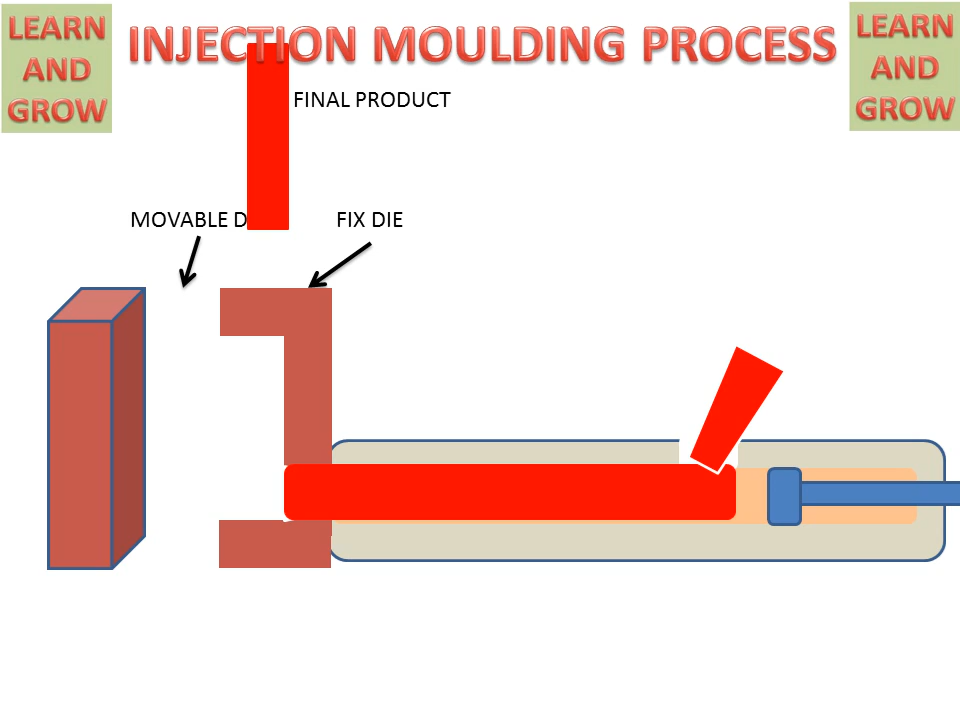 LEARN
AND
GROW
INJECTION MOULDING PROCESS
LEARN
AND
GROW
FINAL PRODUCT
MOVABLE D
FIX DIE